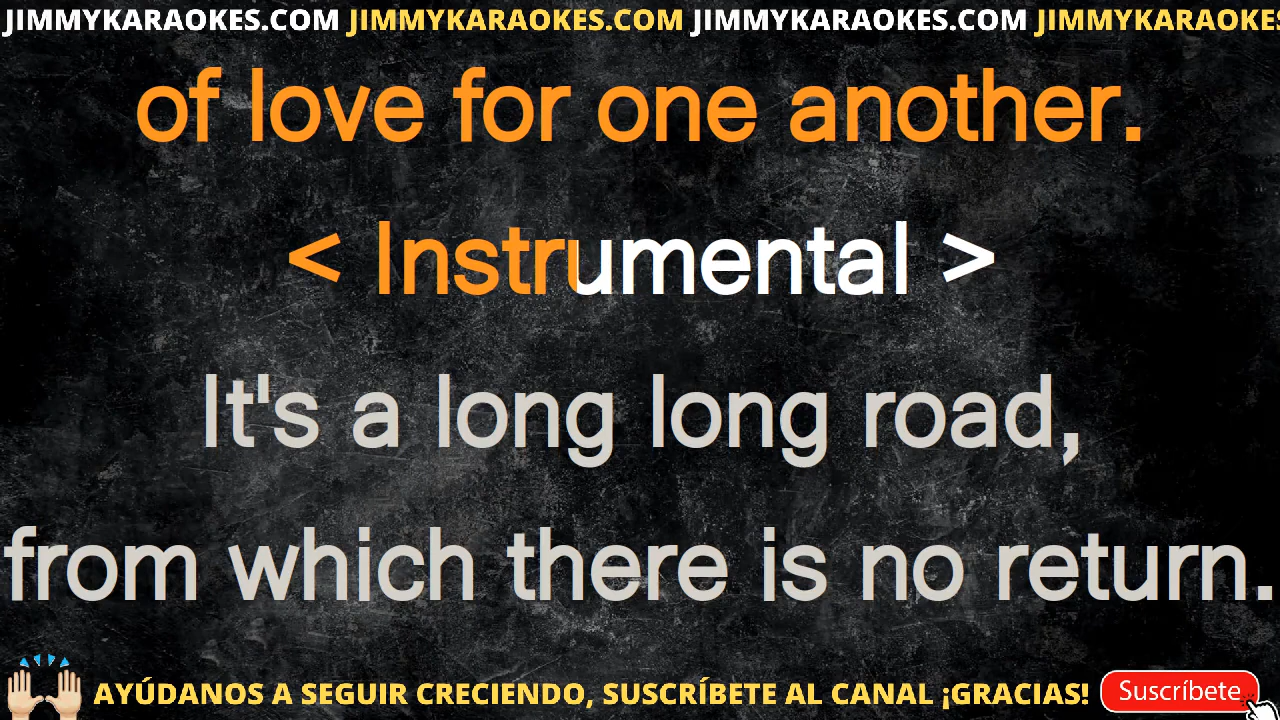 JIMMYKARAOKES.COM JIMMYKARAOKES.COM JIMMYKARAOKES.COM JIMMYKARAOKES
of love for one another.
< Instrumental >
It's a long long road,
from which there is no return.
AYÚDANOS A SEGUIR CRECIENDO, SUSCRÍBETE AL CANAL ¡GRACIAS! Suscríbete